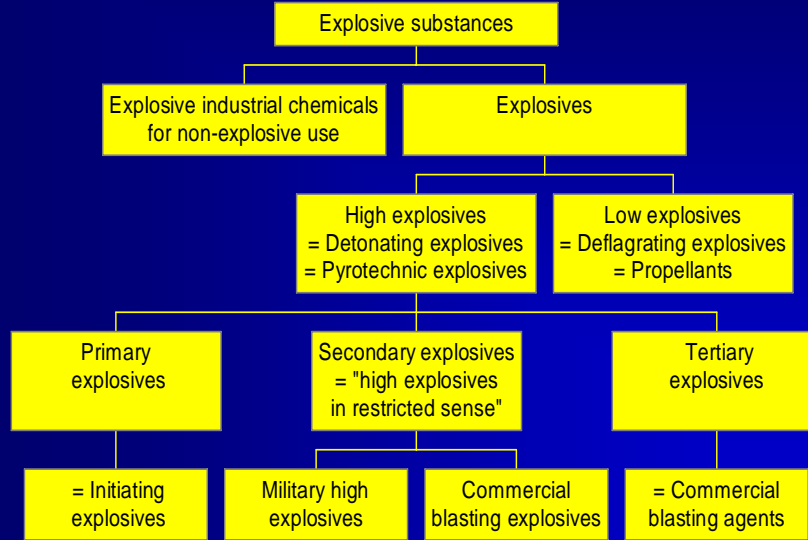 Explosive substances
Explosive industrial chemicals
for non-explosive use
Explosives
High explosives
= Detonating explosives
= Pyrotechnic explosives
Low explosives
= Deflagrating explosives
= Propellants
Primary
explosives
Secondary explosives
= "high explosives
in restricted sense"
Tertiary
explosives
= Initiating
explosives
Military high
explosives
Commercial
blasting explosives
= Commercial
blasting agents